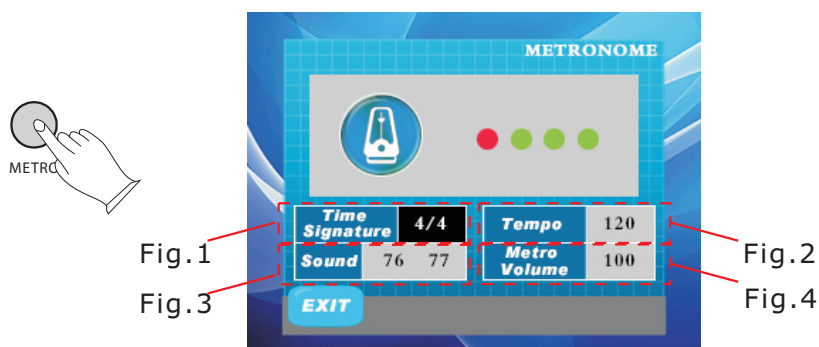 METRONOME
METRO
Time
Signature
4/4
Tempo
120
Sound
76 77
Metro
Volume
100
EXIT
Fig.1
Fig.2
Fig.3
Fig.4